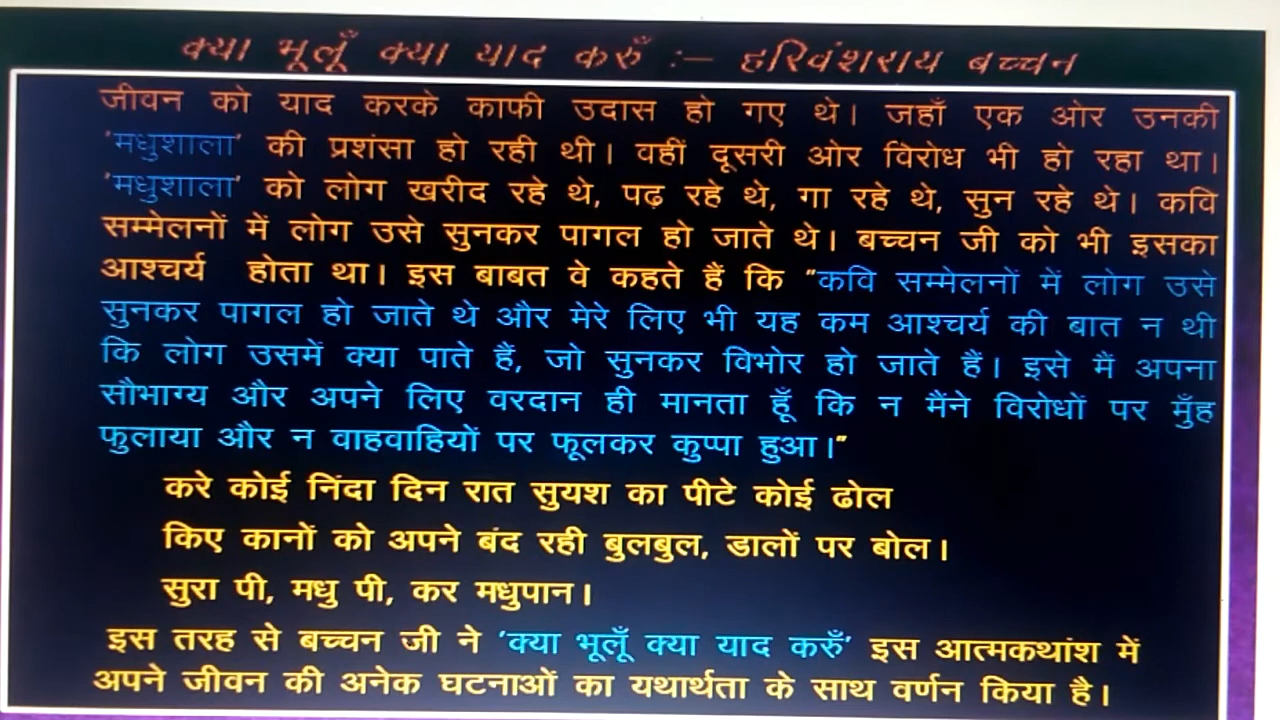 क्या भूलूँ क्या याद करुँ :– हरिवंशराय बच्चन
जीवन को याद करके काफी उदास हो गए थे। जहाँ एक ओर उनकी
'मधुशाला' की प्रशंसा हो रही थी। वहीं दूसरी ओर विरोध भी हो रहा था।
'मधुशाला' को लोग खरीद रहे थे, पढ़ रहे थे, गा रहे थे, सुन रहे थे। कवि
सम्मेलनों में लोग उसे सुनकर पागल हो जाते थे। बच्चन जी को भी इसका
आश्चर्य होता था। इस बाबत वे कहते हैं कि "कवि सम्मेलनों में लोग उसे
सुनकर पागल हो जाते थे और मेरे लिए भी यह कम आश्चर्य की बात न थी
कि लोग उसमें क्या पाते हैं, जो सुनकर विभोर हो जाते हैं। इसे मैं अपना
सौभाग्य और अपने लिए वरदान ही मानता हूँ कि न मैंने विरोधों पर मुँह
फुलाया और न वाहवाहियों पर फूलकर कुप्पा हुआ।"
करे कोई निंदा दिन रात सुयश का पीटे कोई ढोल
किए कानों को अपने बंद रही बुलबुल, डालों पर बोल।
सुरा पी, मधु पी, कर मधुपान।
इस तरह से बच्चन जी ने 'क्या भूलूँ क्या याद करुँ' इस आत्मकथांश में
अपने जीवन की अनेक घटनाओं का यथार्थता के साथ वर्णन किया है।